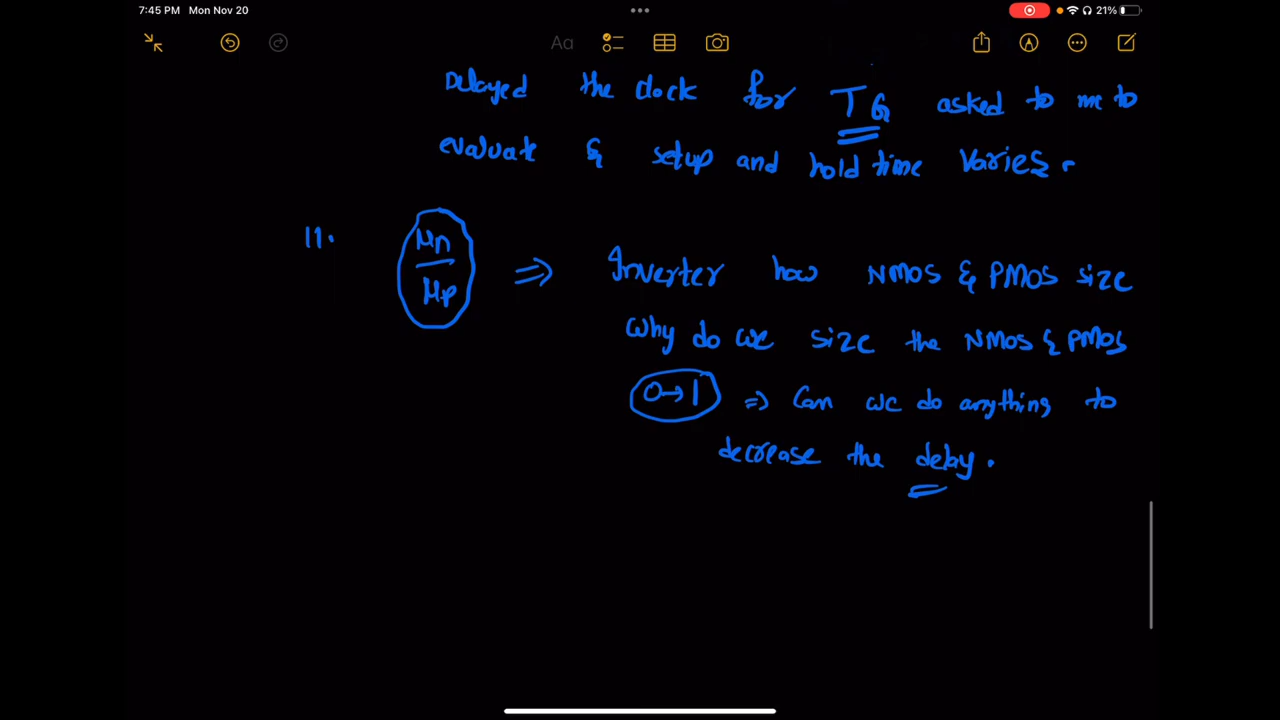 7:45 PM Mon Nov 20
21%
Aa
Delayed the clock for TG asked to me to
evaluate & setup and hold time varies.
11. μn/μp ⇒ Inverter how NMOS & PMOS size
Why do we size the NMOS & PMOS
0→1 ⇒ Can we do anything to
decrease the delay.